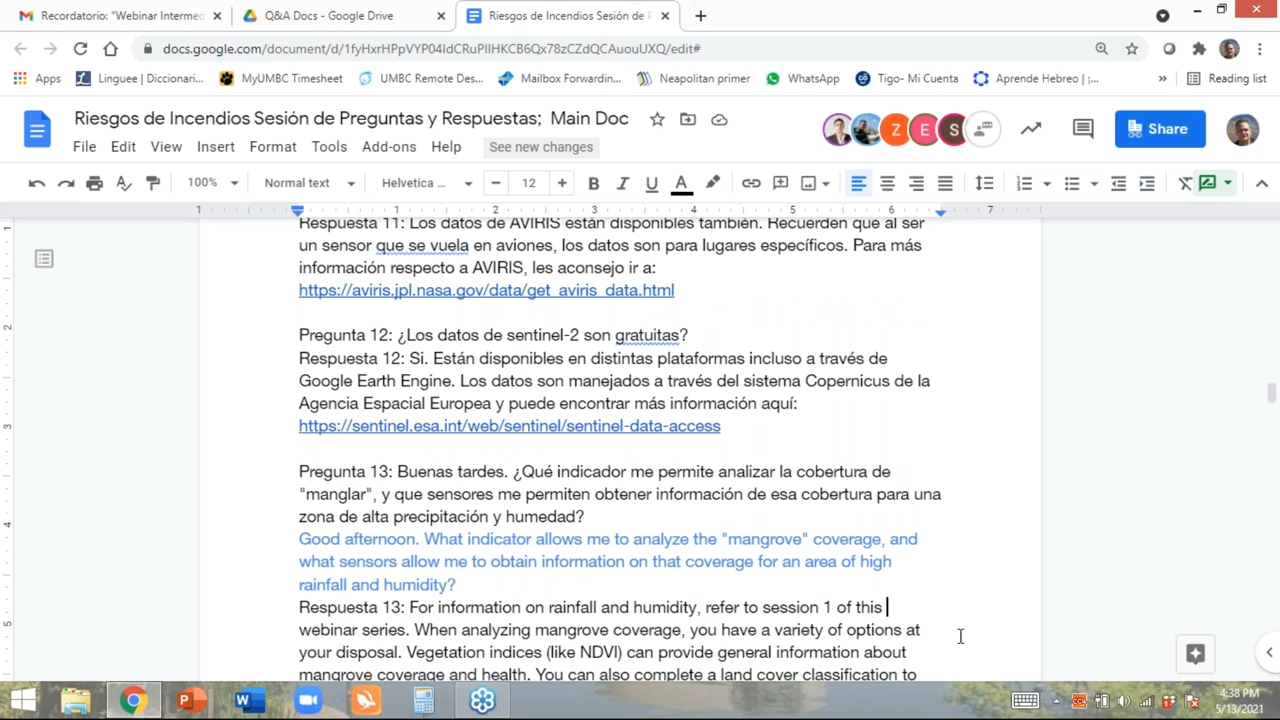 Recordatorio: "Webinar Intermed
Q&A Docs - Google Drive
Riesgos de Incendios Sesión de P
docs.google.com/document/d/1fyHxrHPpVYP04IdCRuPIIHKCB6Qx78zCZdQCAuouUXQ/edit#
Apps
Linguee | Diccionari...
MyUMBC Timesheet
UMBC Remote Des...
Mailbox Forwardin...
Neapolitan primer
WhatsApp
Tigo- Mi Cuenta
Aprende Hebreo | ¡...
»
Reading list
Riesgos de Incendios Sesión de Preguntas y Respuestas; Main Doc
Z
E
S
Share
File Edit View Insert Format Tools Add-ons Help See new changes
100% Normal text Helvetica ... 12 B I U A
1 1 2 3 4 5 6 7
Respuesta 11: Los datos de AVIRIS están disponibles también. Recuerden que al ser
un sensor que se vuela en aviones, los datos son para lugares específicos. Para más
información respecto a AVIRIS, les aconsejo ir a:
https://aviris.jpl.nasa.gov/data/get_aviris_data.html
Pregunta 12: ¿Los datos de sentinel-2 son gratuitas?
Respuesta 12: Si. Están disponibles en distintas plataformas incluso a través de
Google Earth Engine. Los datos son manejados a través del sistema Copernicus de la
Agencia Espacial Europea y puede encontrar más información aquí:
https://sentinel.esa.int/web/sentinel/sentinel-data-access
Pregunta 13: Buenas tardes. ¿Qué indicador me permite analizar la cobertura de
"manglar", y que sensores me permiten obtener información de esa cobertura para una
zona de alta precipitación y humedad?
Good afternoon. What indicator allows me to analyze the "mangrove" coverage, and
what sensors allow me to obtain information on that coverage for an area of high
rainfall and humidity?
Respuesta 13: For information on rainfall and humidity, refer to session 1 of this
webinar series. When analyzing mangrove coverage, you have a variety of options at
your disposal. Vegetation indices (like NDVI) can provide general information about
mangrove coverage and health. You can also complete a land cover classification to
4:38 PM
5/13/2021